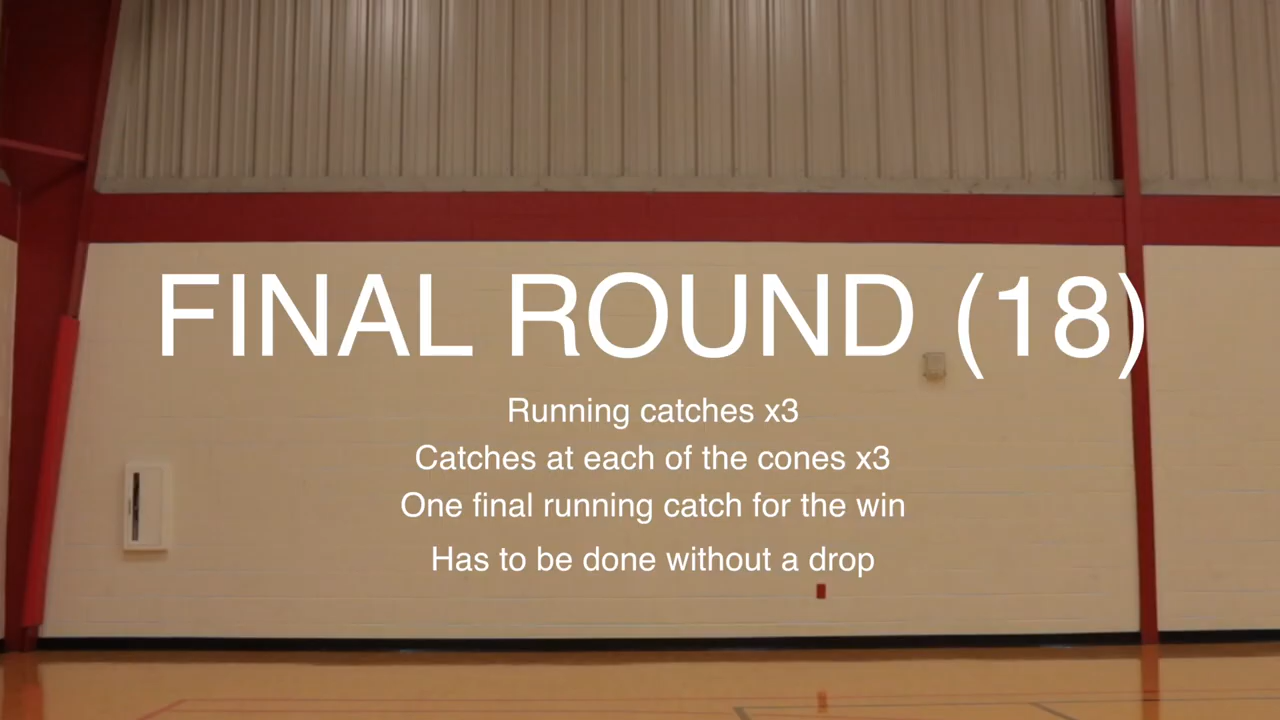 FINAL ROUND (18)
Running catches x3
Catches at each of the cones x3
One final running catch for the win
Has to be done without a drop